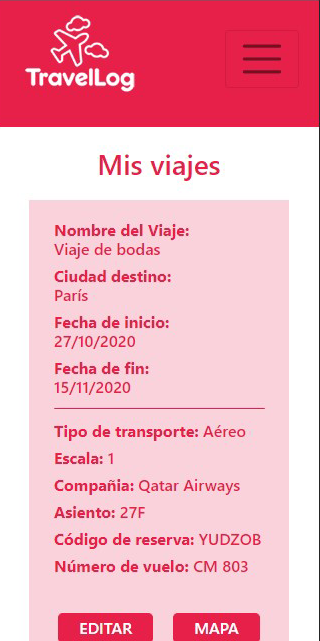 TravelLog
Mis viajes
Nombre del Viaje:
Viaje de bodas
Ciudad destino:
París
Fecha de inicio:
27/10/2020
Fecha de fin:
15/11/2020
Tipo de transporte: Aéreo
Escala: 1
Compañia: Qatar Airways
Asiento: 27F
Código de reserva: YUDZOB
Número de vuelo: CM 803
EDITAR MAPA